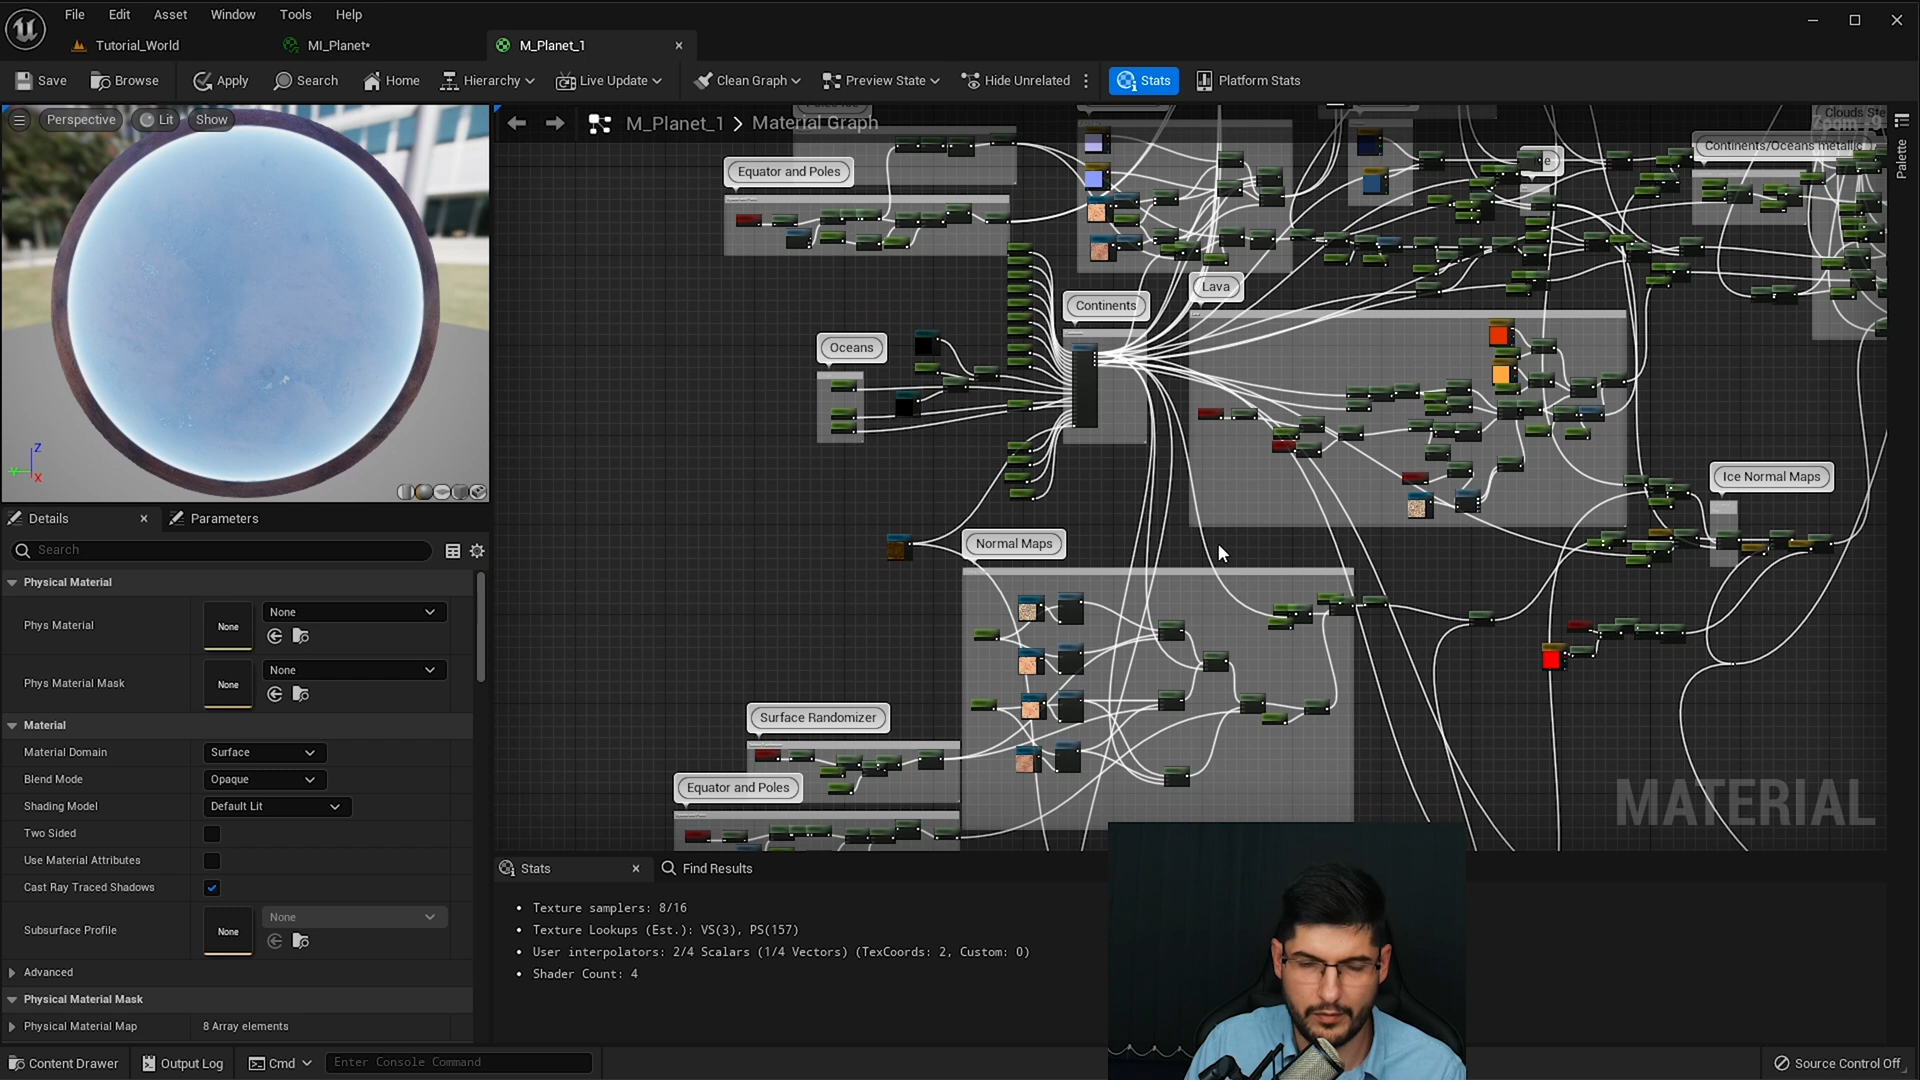 File Edit Asset Window Tools Help
Tutorial_World MI_Planet* M_Planet_1
Save Browse Apply Search Home Hierarchy Live Update Clean Graph Preview State Hide Unrelated Stats Platform Stats
Perspective Lit Show
M_Planet_1 > Material Graph
Clouds Ste
Palette
Continents/Oceans metallic
Equator and Poles
e
Lava
Continents
Oceans
Ice Normal Maps
Normal Maps
Surface Randomizer
Equator and Poles
MATERIAL
Z
Y
X
Details Parameters
Search
Physical Material
Phys Material None None
Phys Material Mask None None
Material
Material Domain Surface
Blend Mode Opaque
Shading Model Default Lit
Two Sided
Use Material Attributes
Cast Ray Traced Shadows
Subsurface Profile None None
Advanced
Physical Material Mask
Physical Material Map 8 Array elements
Stats Find Results
Texture samplers: 8/16
Texture Lookups (Est.): VS(3), PS(157)
User interpolators: 2/4 Scalars (1/4 Vectors) (TexCoords: 2, Custom: 0)
Shader Count: 4
Content Drawer Output Log Cmd Enter Console Command Source Control Off